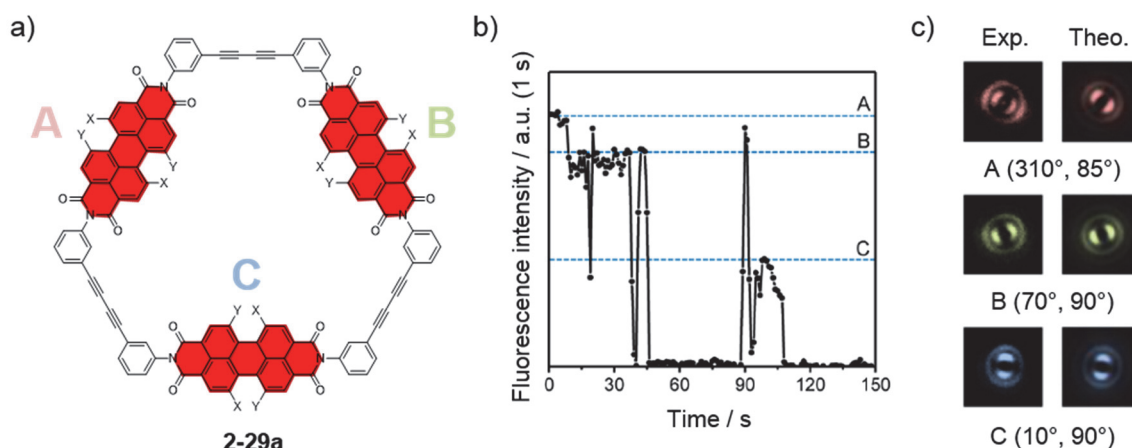 a)
A
B
C
O
O
N
O
O
N
X
Y
Y
X
O
O
N
O
O
N
Y
X
X
Y
O
O
N
O
O
N
Y
X
X
Y
2-29a
b)
Fluorescence intensity / a.u. (1 s)
A
B
C
0
30
60
90
120
150
Time / s
c)
Exp.
Theo.
A (310°, 85°)
B (70°, 90°)
C (10°, 90°)